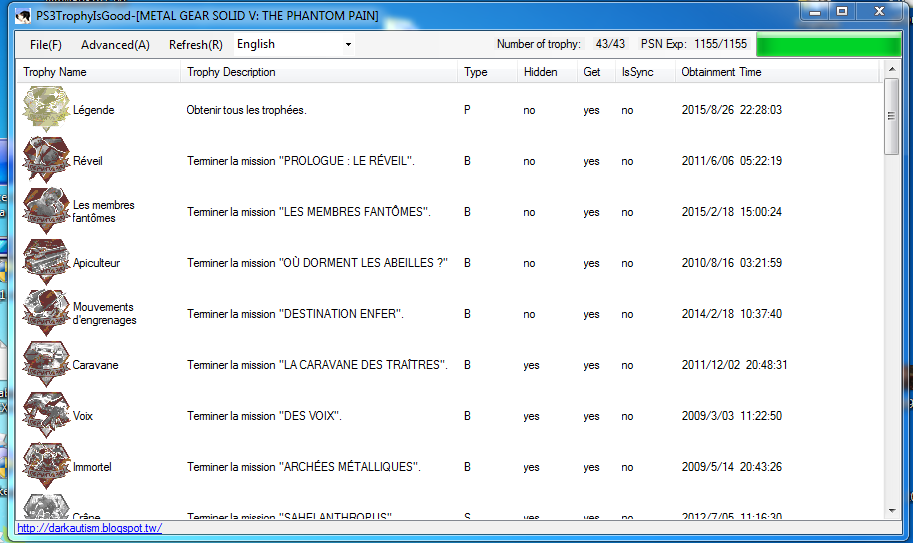 PS3TrophyIsGood-[METAL GEAR SOLID V: THE PHANTOM PAIN]
File(F) Advanced(A) Refresh(R) English Number of trophy: 43/43 PSN Exp: 1155/1155
Trophy Name Trophy Description Type Hidden Get IsSync Obtainment Time
Légende Obtenir tous les trophées. P no yes no 2015/8/26 22:28:03
Réveil Terminer la mission "PROLOGUE : LE RÉVEIL". B no yes no 2011/6/06 05:22:19
Les membres
fantômes Terminer la mission "LES MEMBRES FANTÔMES". B no yes no 2015/2/18 15:00:24
Apiculteur Terminer la mission "OÙ DORMENT LES ABEILLES ?" B no yes no 2010/8/16 03:21:59
Mouvements
d'engrenages Terminer la mission "DESTINATION ENFER". B no yes no 2014/2/18 10:37:40
Caravane Terminer la mission "LA CARAVANE DES TRAÎTRES". B yes yes no 2011/12/02 20:48:31
Voix Terminer la mission "DES VOIX". B yes yes no 2009/3/03 11:22:50
Immortel Terminer la mission "ARCHÉES MÉTALLIQUES". B yes yes no 2009/5/14 20:43:26
Crâne Terminer la mission "SAHELANTHROPUS". S yes yes no 2012/7/05 11:16:30
http://darkautism.blogspot.tw/